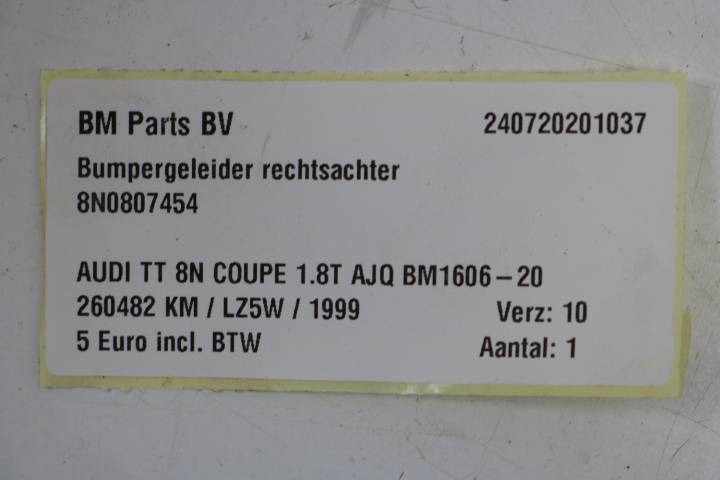 BM Parts BV 240720201037
Bumpergeleider rechtsachter
8N0807454
AUDI TT 8N COUPE 1.8T AJQ BM1606-20
260482 KM / LZ5W / 1999 Verz: 10
5 Euro incl. BTW Aantal: 1